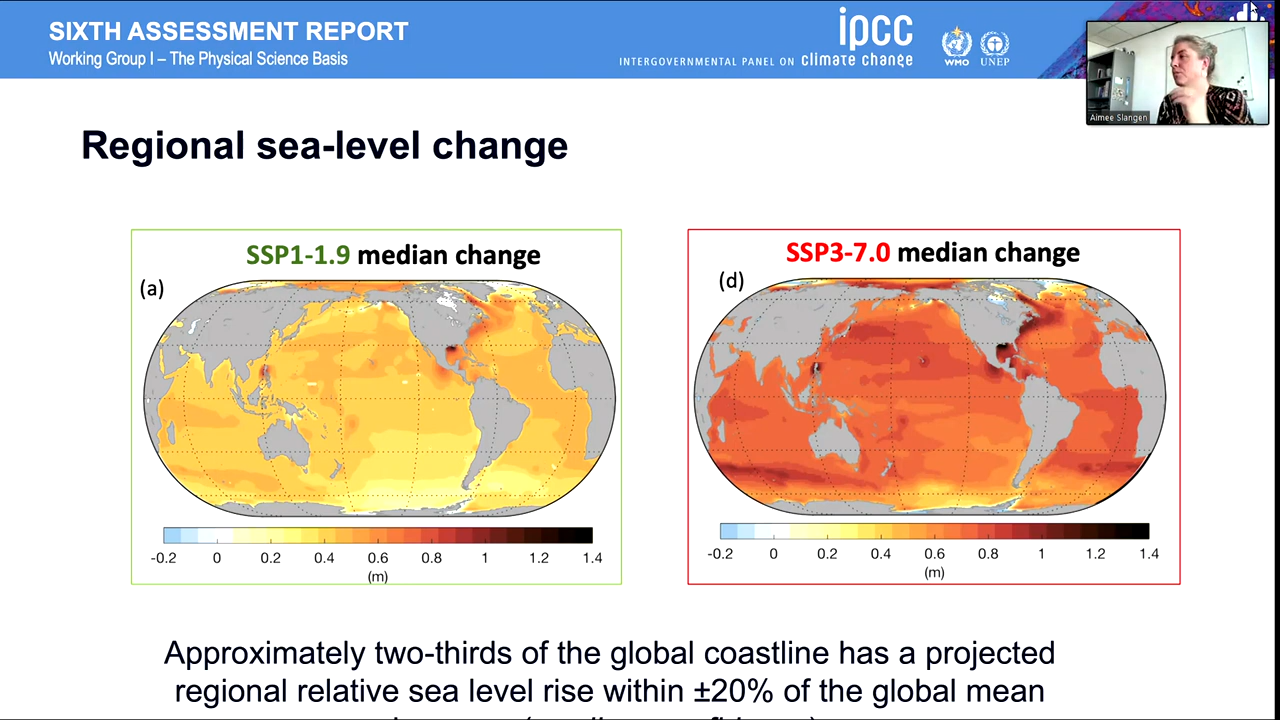 SIXTH ASSESSMENT REPORT
Working Group I – The Physical Science Basis
INTERGOVERNMENTAL PANEL ON climate change
ipcc
WMO
UNEP
Aimee Slangen
Regional sea-level change
SSP1-1.9 median change
(a)
-0.2 0 0.2 0.4 0.6 0.8 1 1.2 1.4
(m)
SSP3-7.0 median change
(d)
-0.2 0 0.2 0.4 0.6 0.8 1 1.2 1.4
(m)
Approximately two-thirds of the global coastline has a projected
regional relative sea level rise within ±20% of the global mean